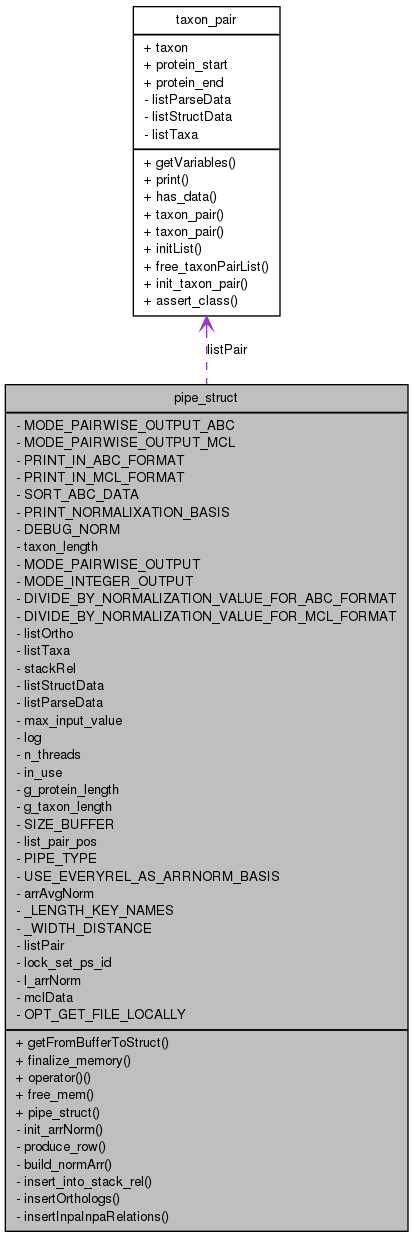 taxon_pair
+ taxon
+ protein_start
+ protein_end
- listParseData
- listStructData
- listTaxa
+ getVariables()
+ print()
+ has_data()
+ taxon_pair()
+ taxon_pair()
+ initList()
+ free_taxonPairList()
+ init_taxon_pair()
+ assert_class()
listPair
pipe_struct
- MODE_PAIRWISE_OUTPUT_ABC
- MODE_PAIRWISE_OUTPUT_MCL
- PRINT_IN_ABC_FORMAT
- PRINT_IN_MCL_FORMAT
- SORT_ABC_DATA
- PRINT_NORMALIXATION_BASIS
- DEBUG_NORM
- taxon_length
- MODE_PAIRWISE_OUTPUT
- MODE_INTEGER_OUTPUT
- DIVIDE_BY_NORMALIZATION_VALUE_FOR_ABC_FORMAT
- DIVIDE_BY_NORMALIZATION_VALUE_FOR_MCL_FORMAT
- listOrtho
- listTaxa
- stackRel
- listStructData
- listParseData
- max_input_value
- log
- n_threads
- in_use
- g_protein_length
- g_taxon_length
- SIZE_BUFFER
- list_pair_pos
- PIPE_TYPE
- USE_EVERYREL_AS_ARRNORM_BASIS
- arrAvgNorm
- _LENGTH_KEY_NAMES
- _WIDTH_DISTANCE
- listPair
- lock_set_ps_id
- l_arrNorm
- mclData
- OPT_GET_FILE_LOCALLY
+ getFromBufferToStruct()
+ finalize_memory()
+ operator()()
+ free_mem()
+ pipe_struct()
- init_arrNorm()
- produce_row()
- build_normArr()
- insert_into_stack_rel()
- insertOrthologs()
- insertInpaInpaRelations()